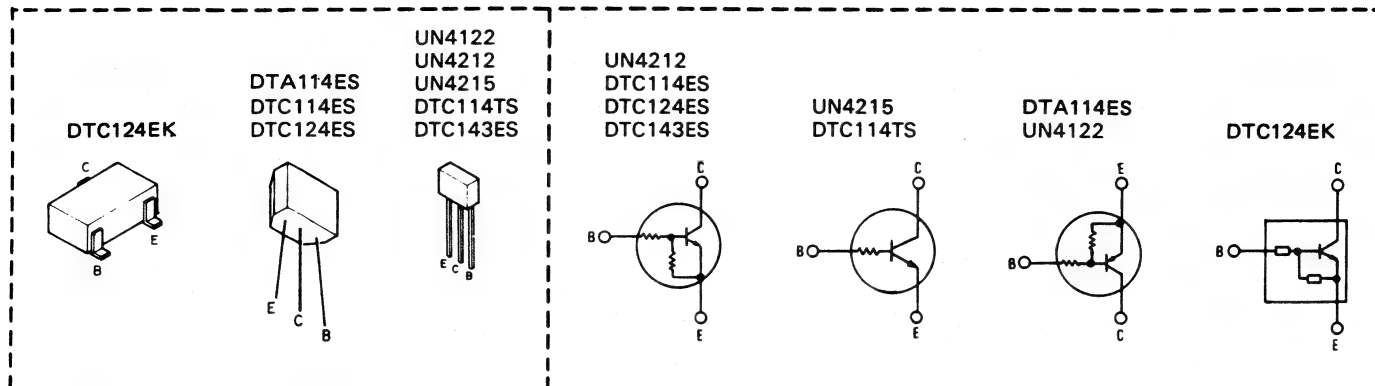 DTC124EK
C
E
B
DTA114ES
DTC114ES
DTC124ES
E
C
B
UN4122
UN4212
UN4215
DTC114TS
DTC143ES
E
C
B
UN4212
DTC114ES
DTC124ES
DTC143ES
C
B
E
UN4215
DTC114TS
C
B
E
DTA114ES
UN4122
E
B
C
DTC124EK
C
B
E